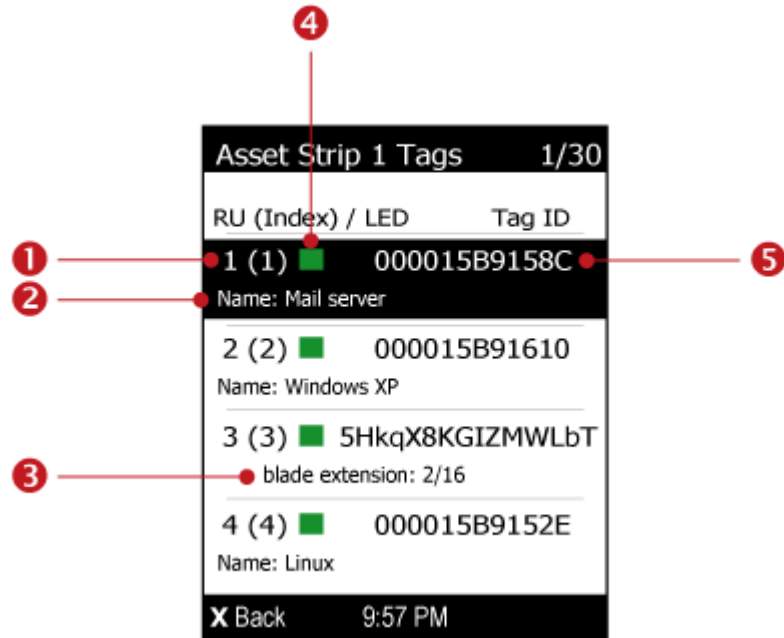 4
Asset Strip 1 Tags 1/30
RU (Index) / LED Tag ID
1 1 (1) 000015B9158C 5
2 Name: Mail server
2 (2) 000015B91610
Name: Windows XP
3 (3) 5HkqX8KGIZMWLbT
3 blade extension: 2/16
4 (4) 000015B9152E
Name: Linux
X Back 9:57 PM